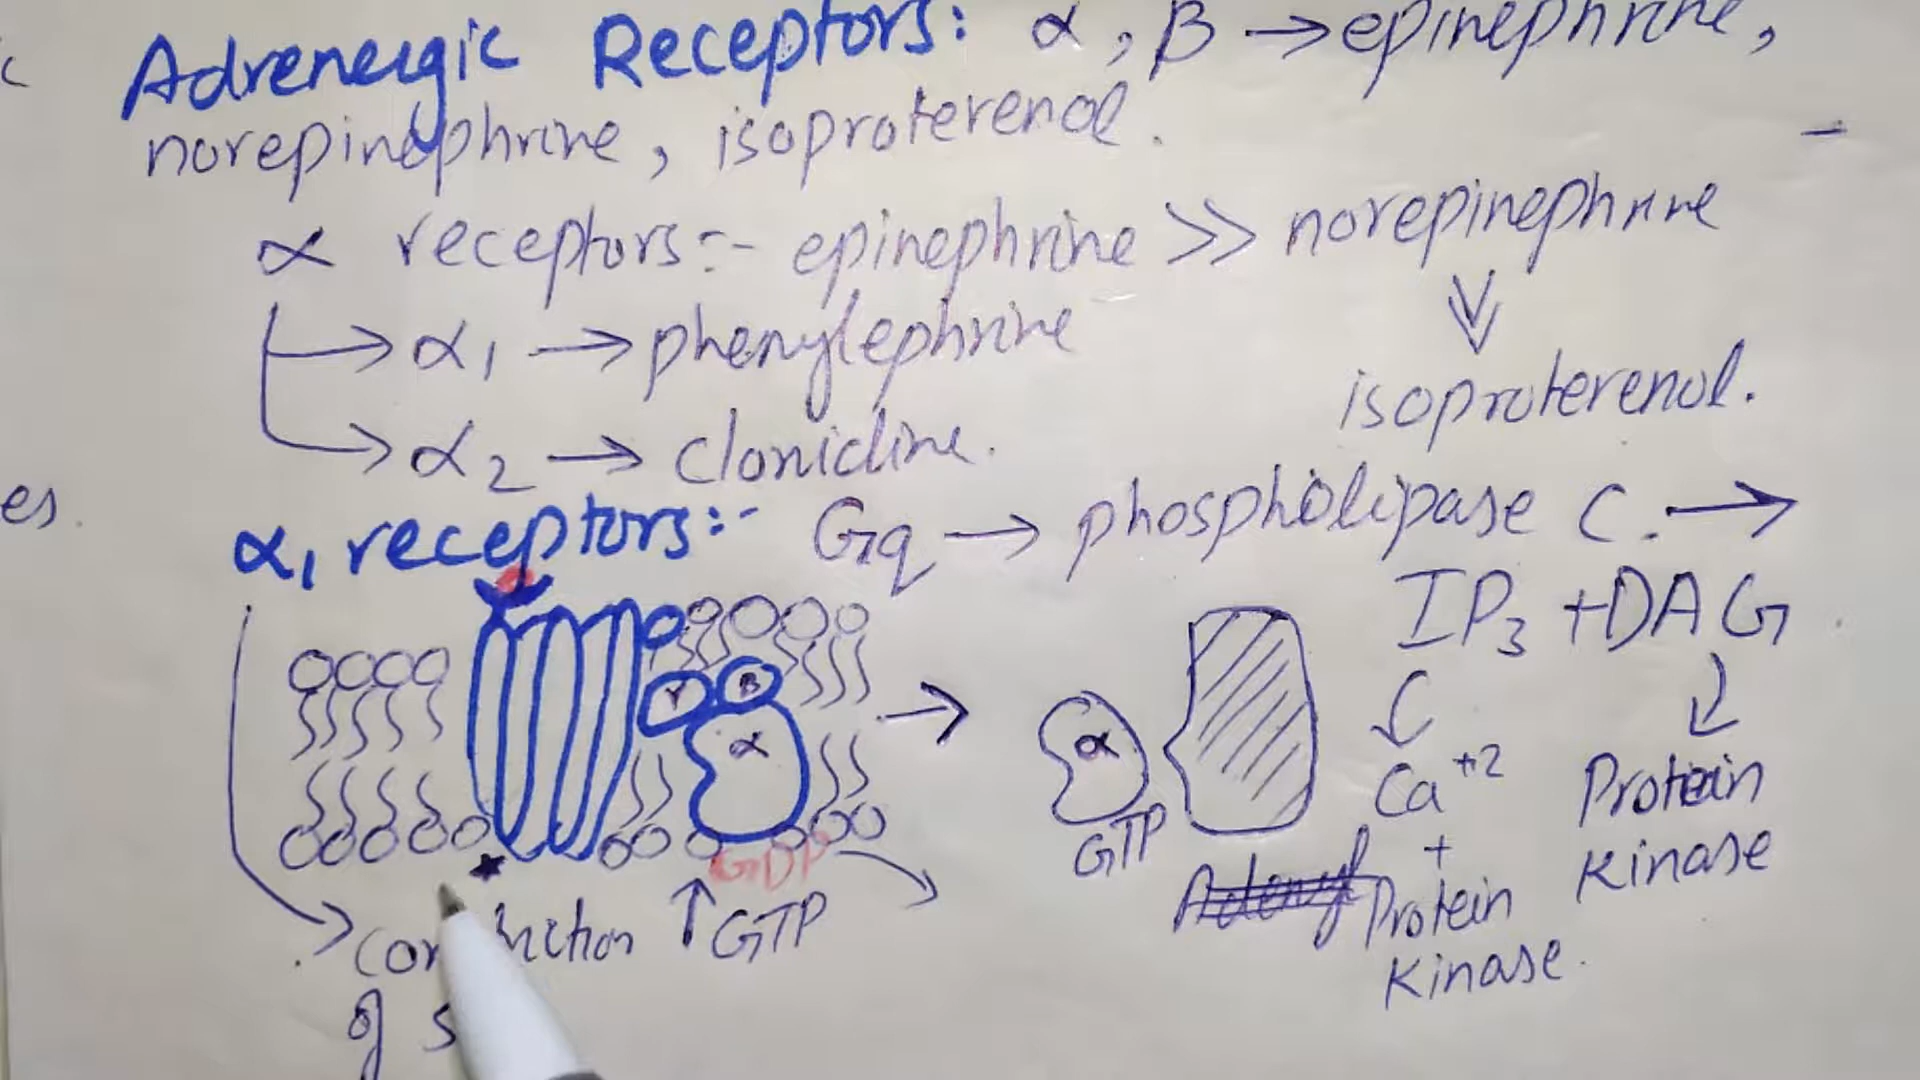 Adrenergic Receptors: α, β → epinephrine,
norepinephrine, isoproterenol.
α receptors:- epinephrine >> norepinephrine
>> isoproterenol.
→ α1 → phenylephrine
→ α2 → clonidine.
es.
α1 receptors:- Gq → phospholipase C. →
IP3 + DAG
γ β
α
α
Ca+2
Protein
Kinase
GDP
GTP
↑ GTP
+
Protein
Kinase.
of